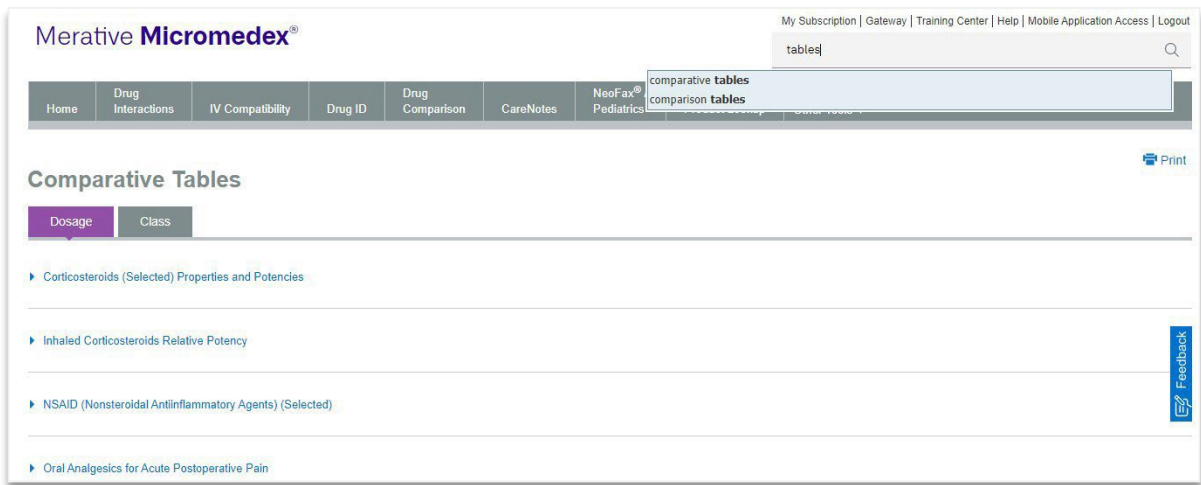 My Subscription | Gateway | Training Center | Help | Mobile Application Access | Logout
Merative Micromedex®
tables
comparative tables
comparison tables
Home
Drug
Interactions
IV Compatibility
Drug ID
Drug
Comparison
CareNotes
NeoFax®
Pediatrics
Print
Comparative Tables
Dosage
Class
Corticosteroids (Selected) Properties and Potencies
Inhaled Corticosteroids Relative Potency
Feedback
NSAID (Nonsteroidal Antiinflammatory Agents) (Selected)
Oral Analgesics for Acute Postoperative Pain